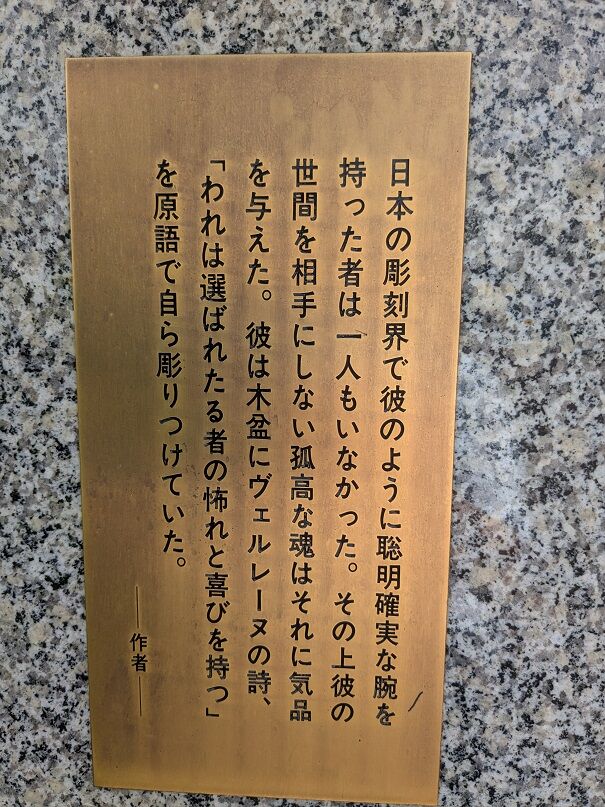 日本の彫刻界で彼のように聡明確実な腕を
持った者は一人もいなかった。その上彼の
世間を相手にしない孤高な魂はそれに気品
を与えた。彼は木盆にヴェルレーヌの詩、
「われは選ばれたる者の怖れと喜びを持つ」
を原語で自ら彫りつけていた。
——作者——